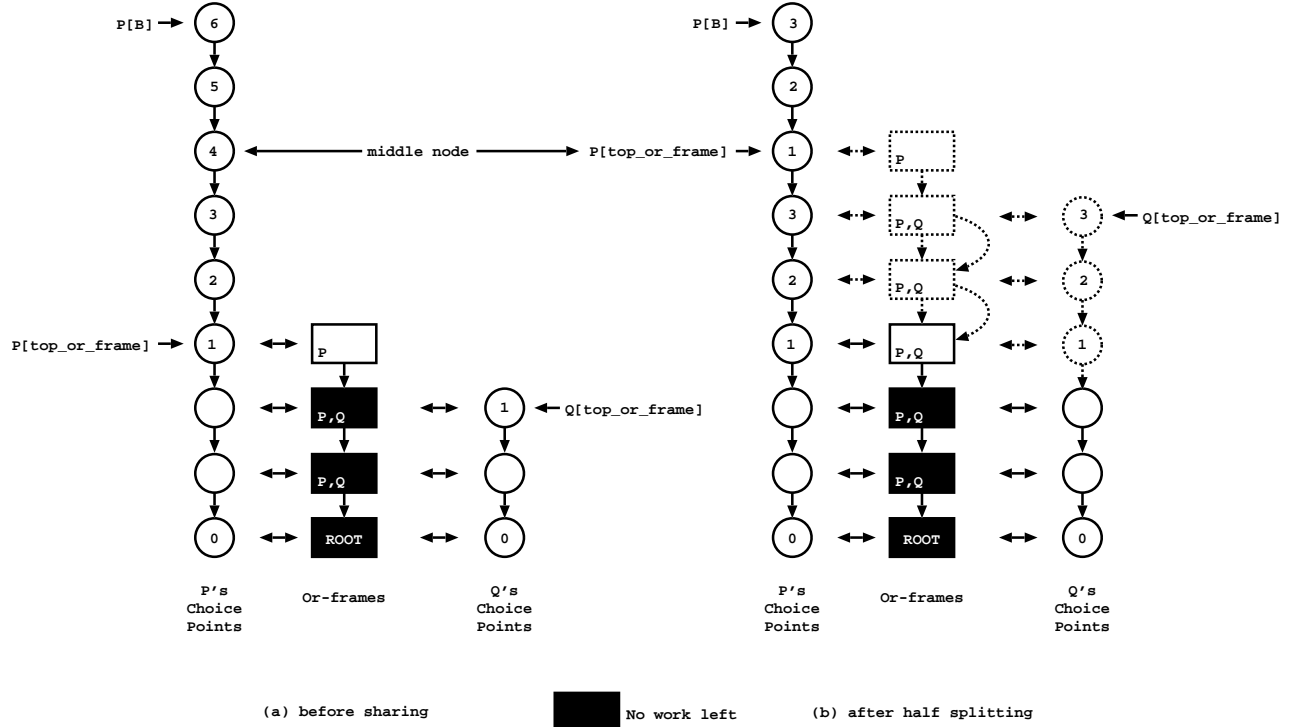 P[B] 6 P[B] 3
5 2
4 middle node P[top_or_frame] 1 P
3 3 P,Q 3 Q[top_or_frame]
2 2 P,Q 2
P[top_or_frame] 1 P 1 P,Q 1
P,Q 1 Q[top_or_frame] P,Q
P,Q P,Q
0 ROOT 0 0 ROOT 0
P's Choice Points
Or-frames
Q's Choice Points
P's Choice Points
Or-frames
Q's Choice Points
(a) before sharing
No work left
(b) after half splitting